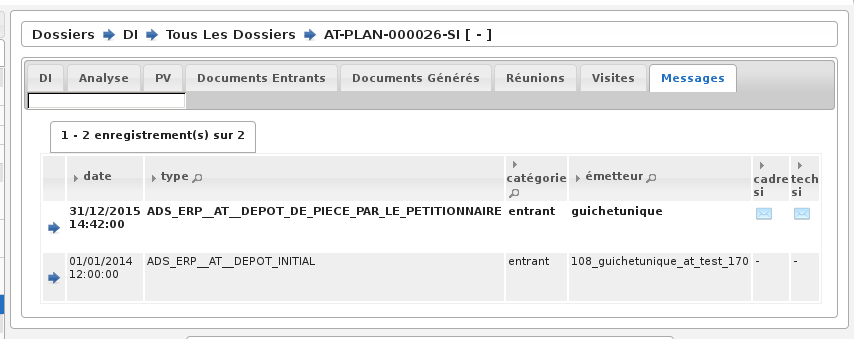 Dossiers DI Tous Les Dossiers AT-PLAN-000026-SI [ - ]
DI Analyse PV Documents Entrants Documents Générés Réunions Visites Messages
1 - 2 enregistrement(s) sur 2
date type catégorie émetteur cadre si tech si
31/12/2015 14:42:00 ADS_ERP__AT__DEPOT_DE_PIECE_PAR_LE_PETITIONNAIRE entrant guichetunique
01/01/2014 12:00:00 ADS_ERP__AT__DEPOT_INITIAL entrant 108_guichetunique_at_test_170 - -